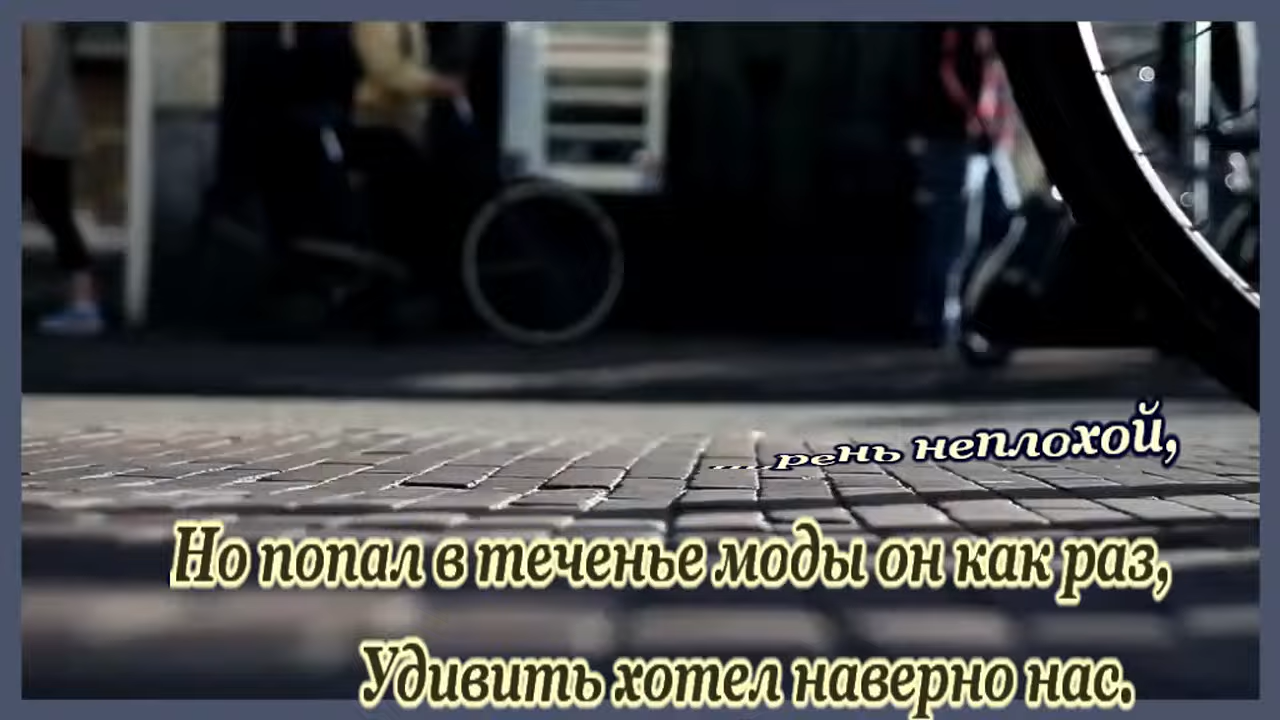 рень неплохой,
Но попал в теченье моды он как раз,
Удивить хотел наверно нас.